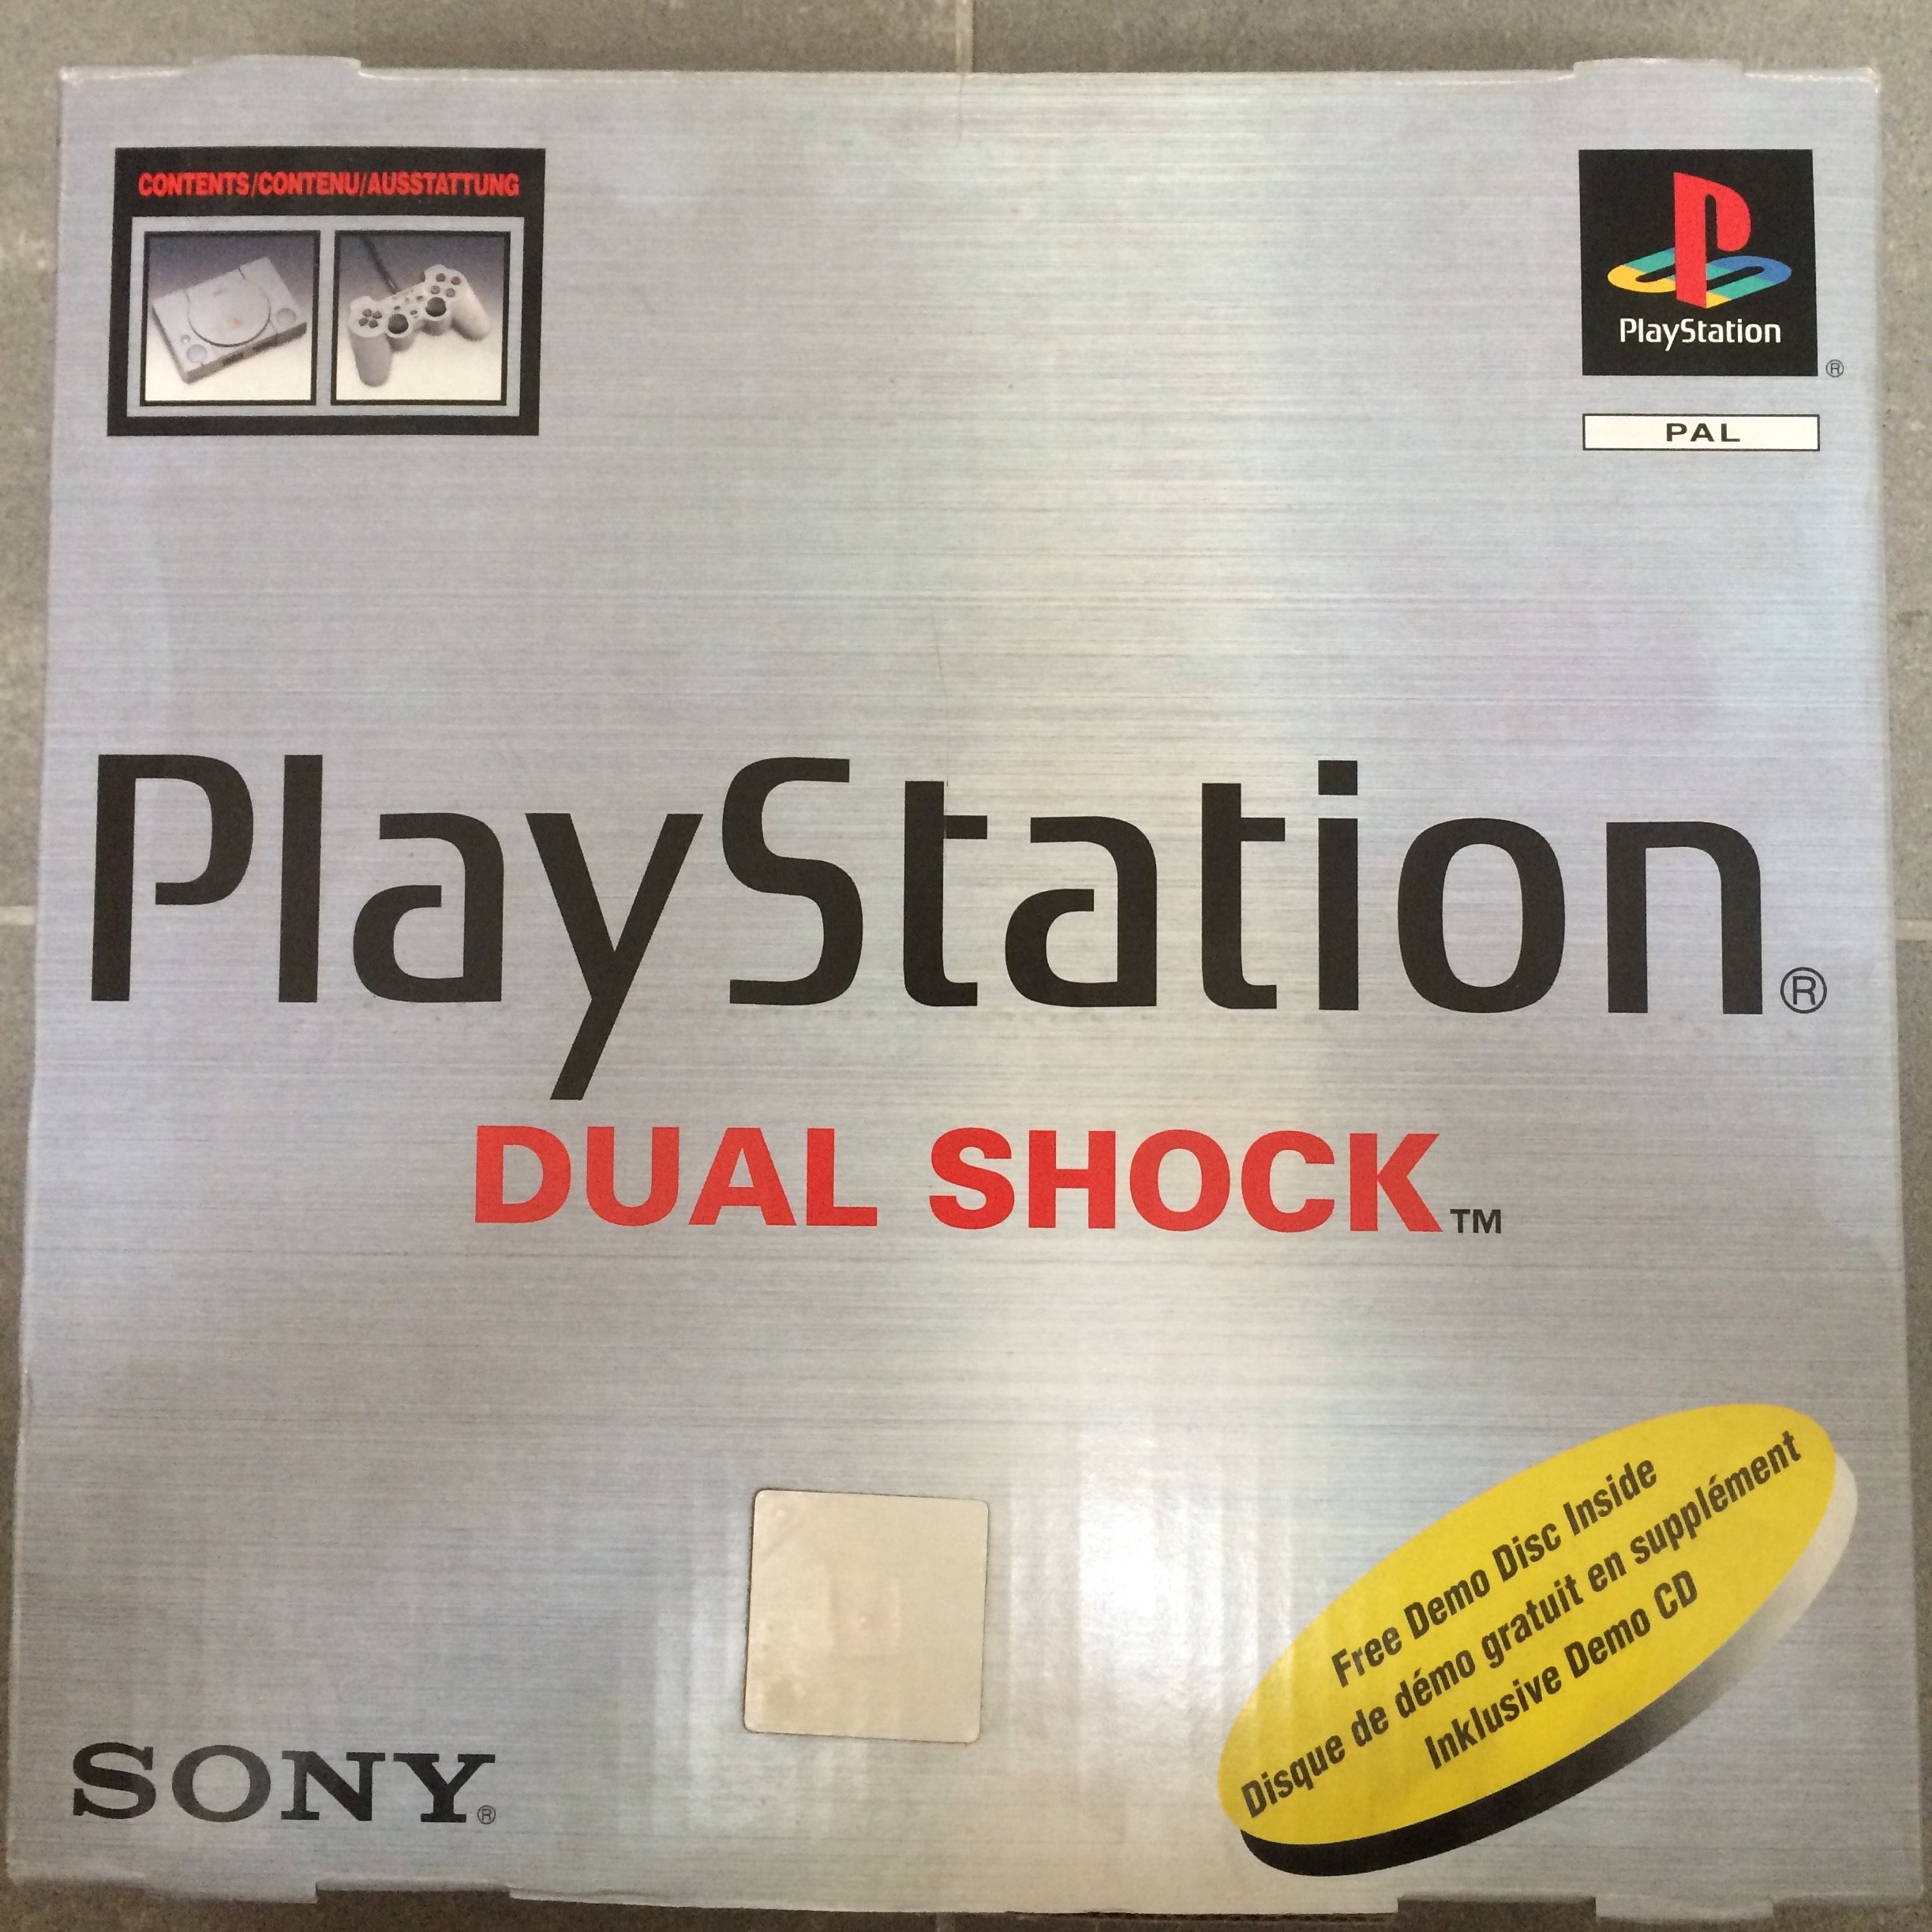 CONTENTS/CONTENU/AUSSTATTUNG
PlayStation
®
PAL
PlayStation®
DUAL SHOCK™
Free Demo Disc Inside
Disque de démo gratuit en supplément
Inklusive Demo CD
SONY®